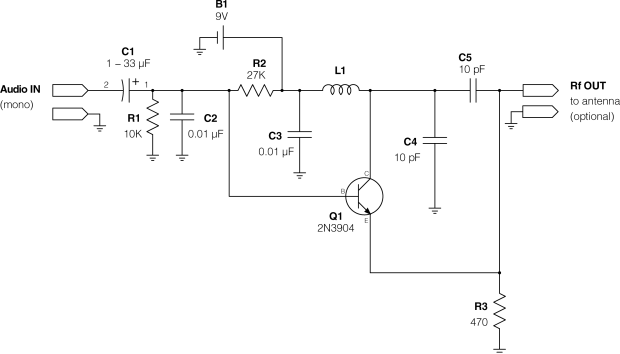 B1
9V
C1
1 – 33 µF
2
+
1
R2
27K
L1
C5
10 pF
Audio IN
(mono)
Rf OUT
to antenna
(optional)
R1
10K
C2
0.01 µF
C3
0.01 µF
C4
10 pF
C
B
E
Q1
2N3904
R3
470